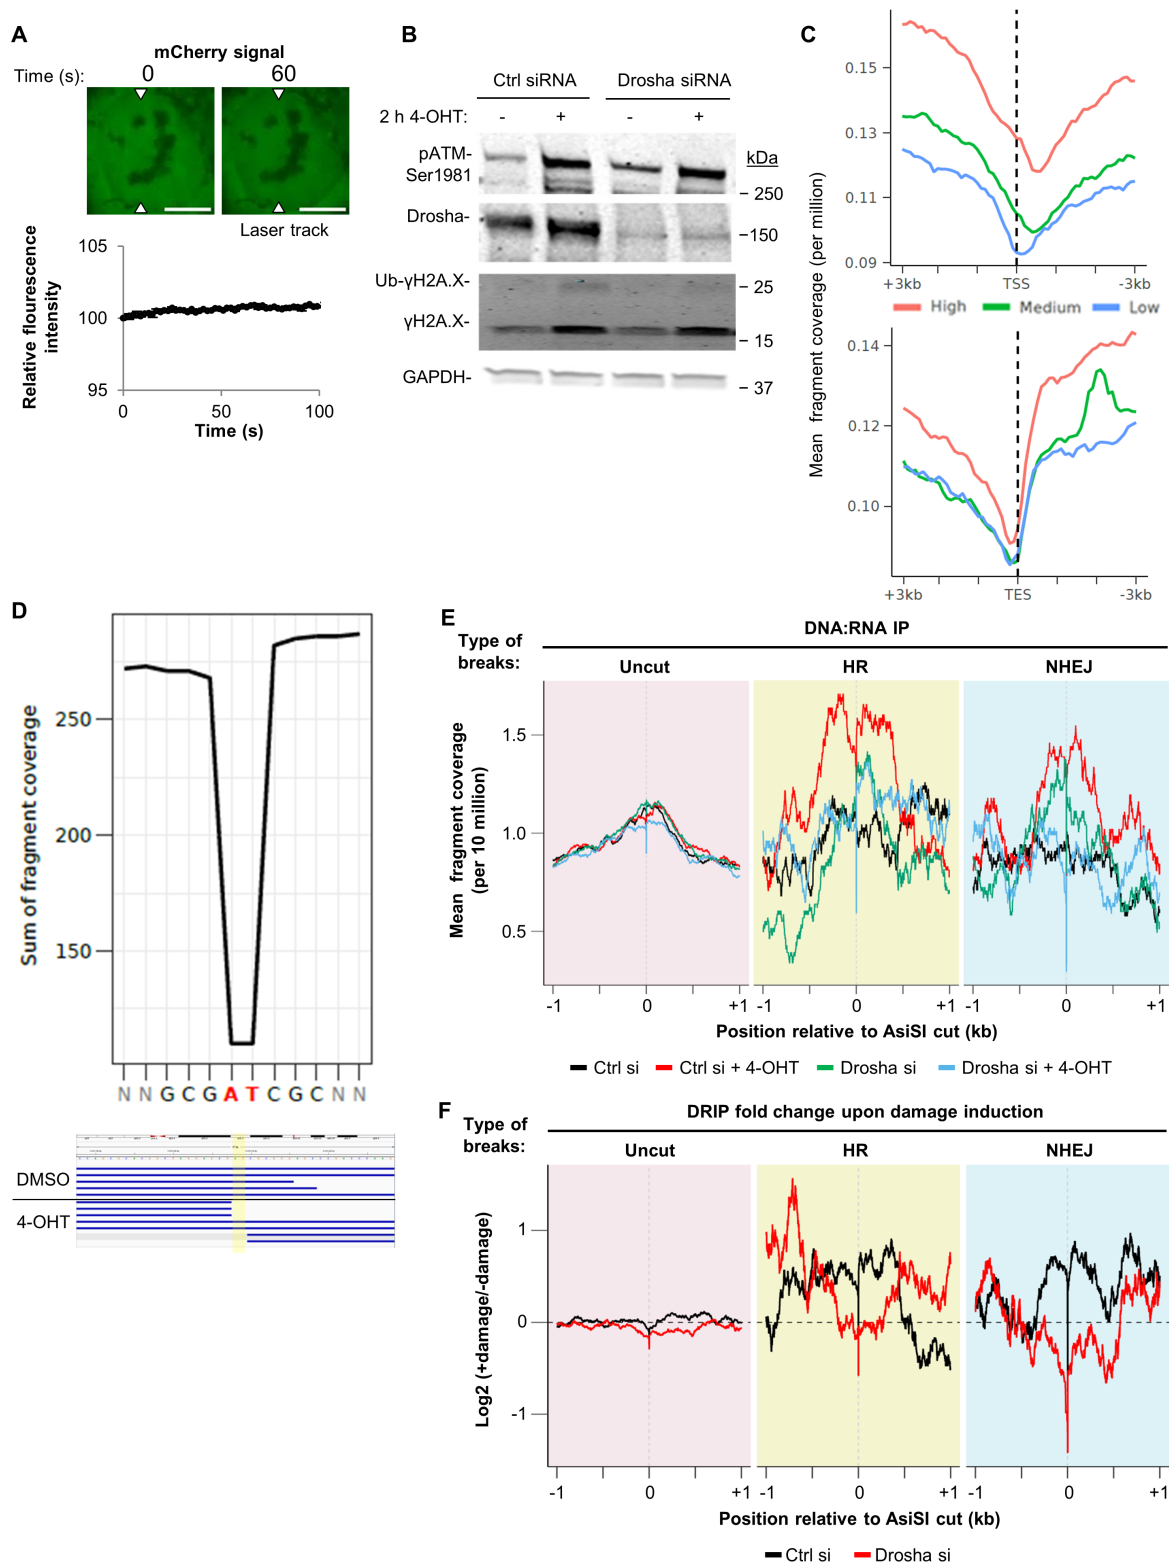 A
mCherry signal
Time (s): 0 60
Laser track
Relative flourescence
intensity
105
100
95
0 50 100
Time (s)
B
Ctrl siRNA Drosha siRNA
2 h 4-OHT: - + - +
pATM-
Ser1981
kDa
250
Drosha-
150
Ub-γH2A.X-
25
γH2A.X-
15
GAPDH-
37
C
Mean fragment coverage (per million)
0.15
0.13
0.11
0.09
+3kb TSS -3kb
High Medium Low
0.14
0.12
0.10
+3kb TES -3kb
D
Sum of fragment coverage
250
200
150
N N G C G A T C G C N N
DMSO
4-OHT
E
DNA:RNA IP
Type of
breaks:
Uncut HR NHEJ
Mean fragment coverage
(per 10 million)
1.5
1.0
0.5
-1 0 +1 -1 0 +1 -1 0 +1
Position relative to AsiSI cut (kb)
Ctrl si Ctrl si + 4-OHT Drosha si Drosha si + 4-OHT
F
DRIP fold change upon damage induction
Type of
breaks:
Uncut HR NHEJ
Log2 (+damage/-damage)
1
0
-1
-1 0 +1 -1 0 +1 -1 0 +1
Position relative to AsiSI cut (kb)
Ctrl si Drosha si